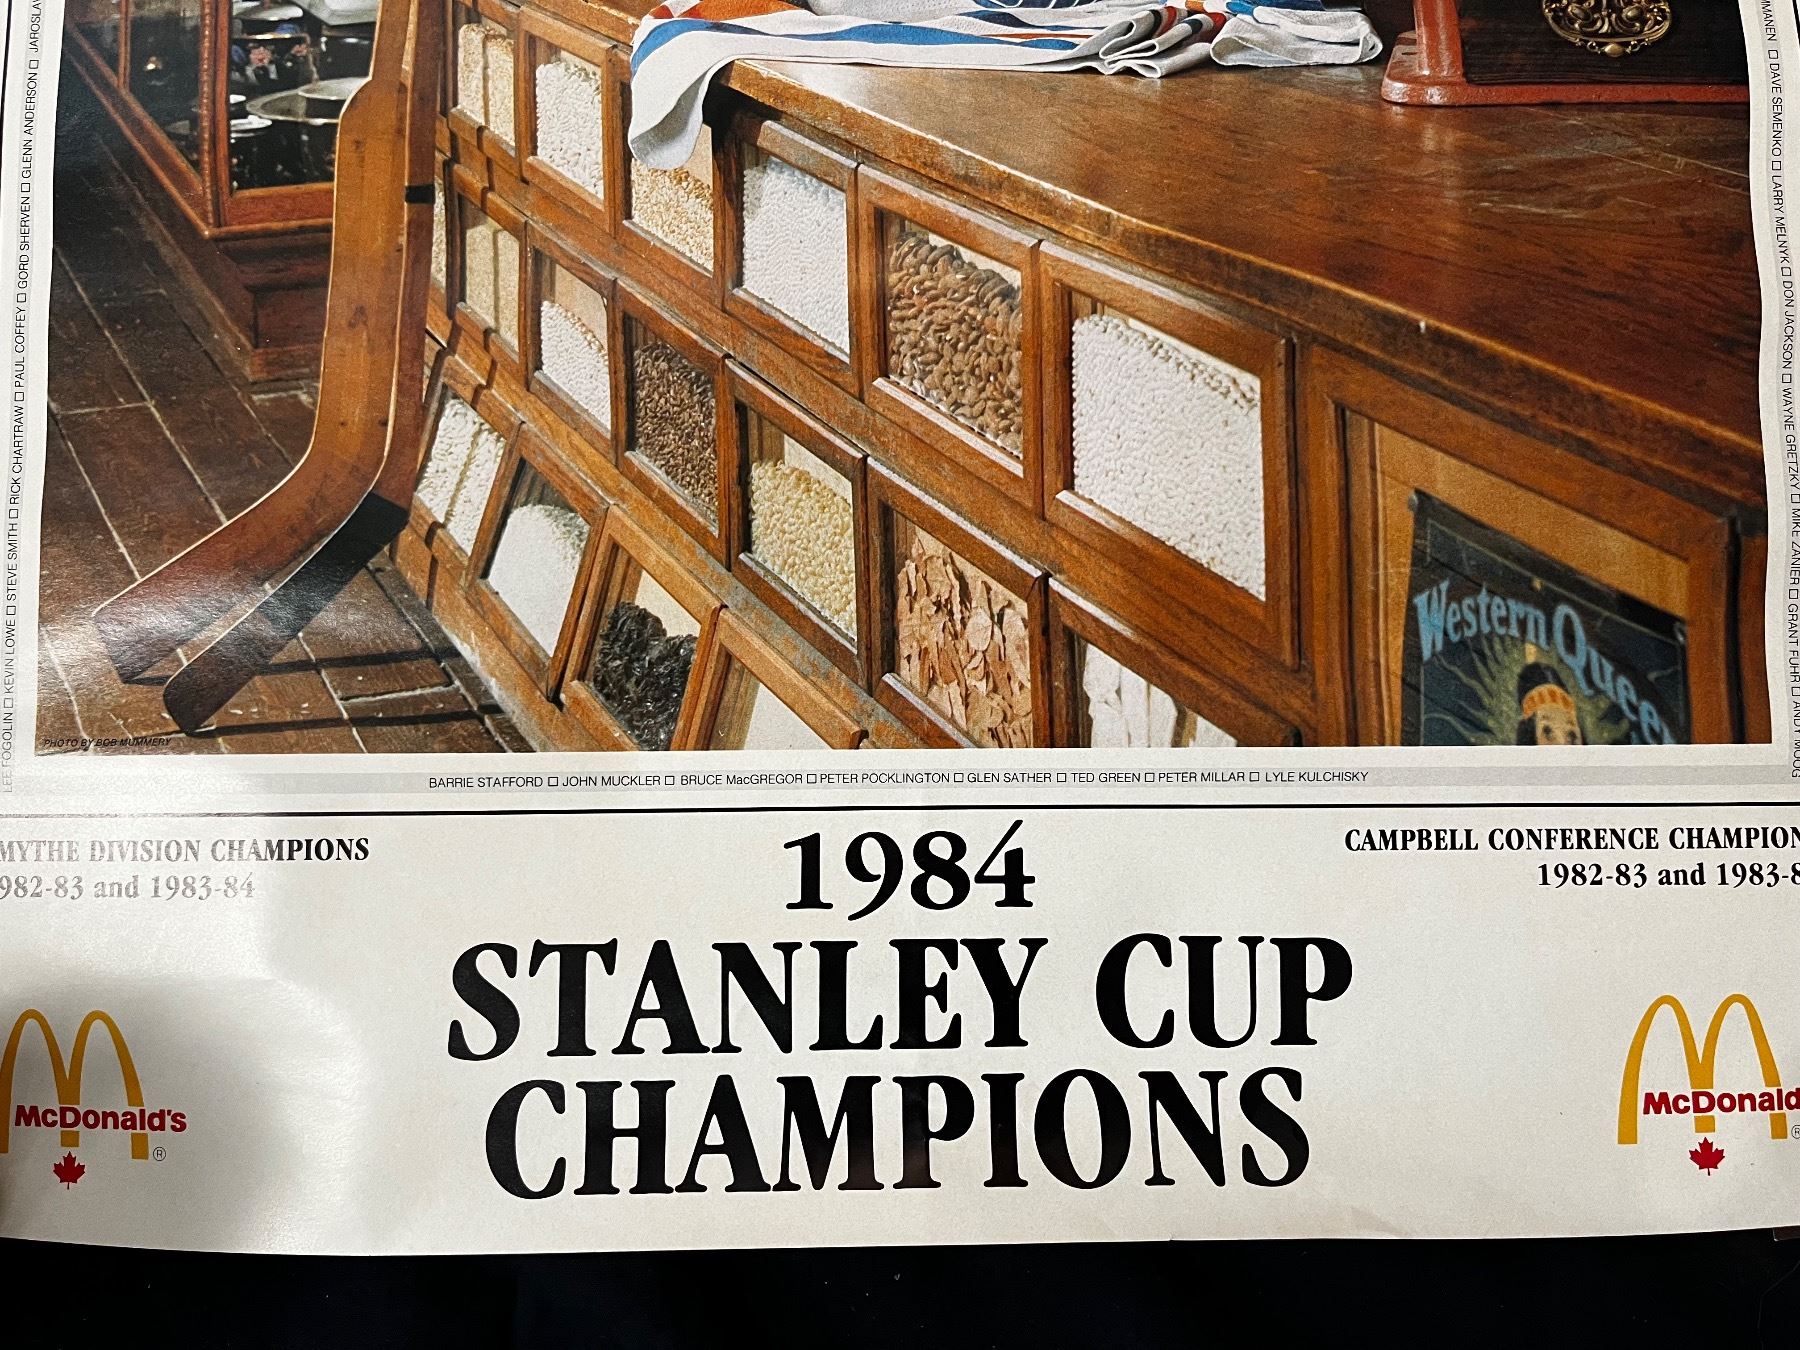 LEE FOGOLIN □ KEVIN LOWE □ STEVE SMITH □ RICK CHARTRAW □ PAUL COFFEY □ GORD SHERVEN □ GLENN ANDERSON □
□ DAVE SEMENKO □ LARRY MELNYK □ DON JACKSON □ WAYNE GRETZKY □ MIKE ZANIER □ GRANT FUHR □ ANDY MOOG
Western Queen
PHOTO BY BOB MUMMERY
BARRIE STAFFORD □ JOHN MUCKLER □ BRUCE MacGREGOR □ PETER POCKLINGTON □ GLEN SATHER □ TED GREEN □ PETER MILLAR □ LYLE KULCHISKY
MYTHE DIVISION CHAMPIONS
982-83 and 1983-84
1984
STANLEY CUP
CHAMPIONS
CAMPBELL CONFERENCE CHAMPION
1982-83 and 1983-8
McDonald's
®
McDonald
®